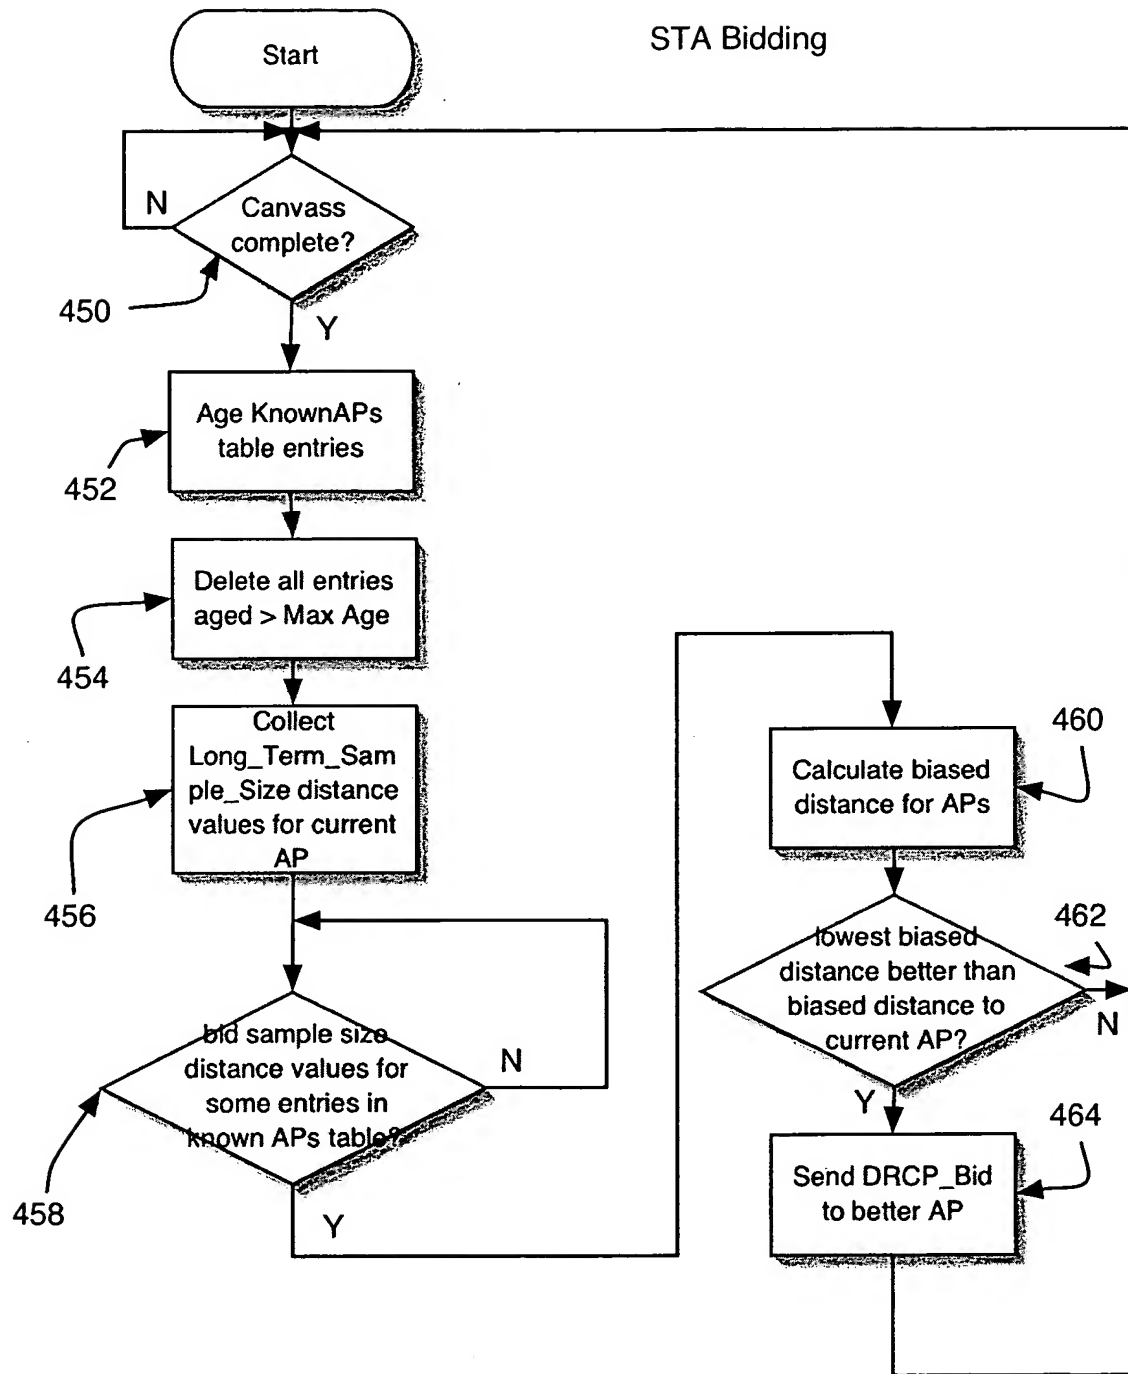 STA Bidding
Start
N
Canvass
complete?
450
Y
Age KnownAPs
table entries
452
Delete all entries
aged > Max Age
454
Collect
Long_Term_Sam
ple_Size distance
values for current
AP
456
bid sample size
distance values for
some entries in
known APs table?
N
458
Y
460
Calculate biased
distance for APs
462
lowest biased
distance better than
biased distance to
current AP?
N
Y
464
Send DRCP_Bid
to better AP